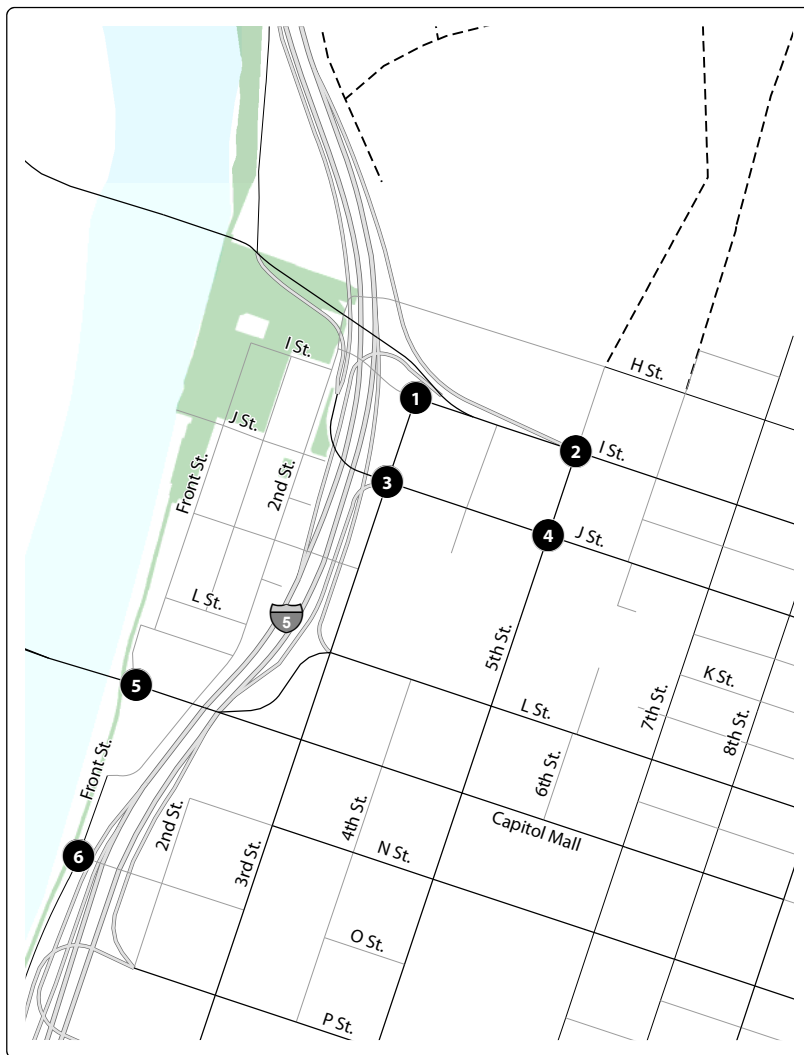 H St.
I St.
1
I St.
2
J St.
3
4
J St.
Front St.
2nd St.
L St.
5
5th St.
5
K St.
L St.
7th St.
8th St.
Front St.
6th St.
2nd St.
4th St.
Capitol Mall
6
3rd St.
N St.
O St.
P St.